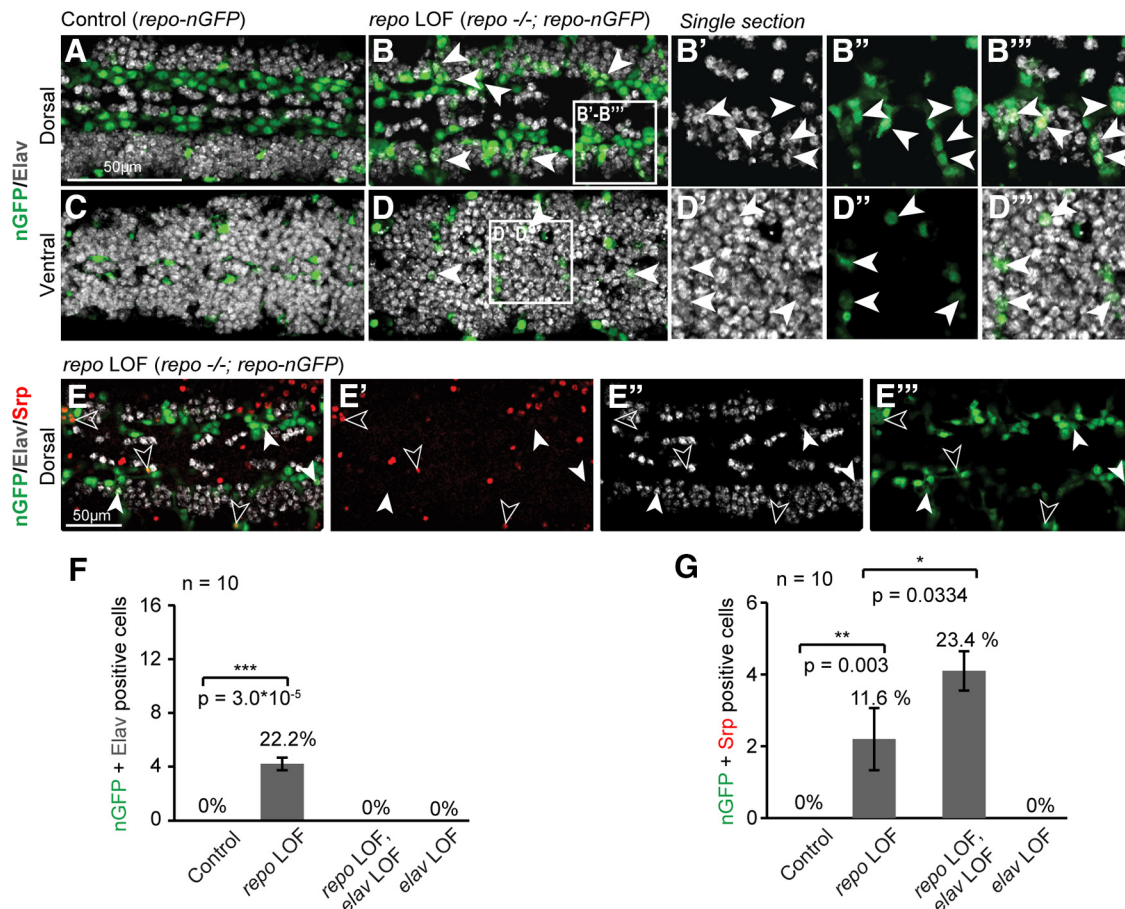 Control (repo-nGFP)
repo LOF (repo -/-; repo-nGFP)
Single section
nGFP/Elav
Dorsal
A
50µm
B
B'-B'''
B'
B''
B'''
Ventral
C
D
D'-D'''
D'
D''
D'''
repo LOF (repo -/-; repo-nGFP)
nGFP/Elav/Srp
Dorsal
E
50µm
E'
E''
E'''
F
n = 10
nGFP + Elav positive cells
16
12
8
4
0
***
p = 3.0*10-5
0%
22.2%
0%
0%
Control
repo LOF
repo LOF,
elav LOF
elav LOF
G
n = 10
nGFP + Srp positive cells
6
4
2
0
*
p = 0.0334
**
p = 0.003
0%
11.6 %
23.4 %
0%
Control
repo LOF
repo LOF,
elav LOF
elav LOF